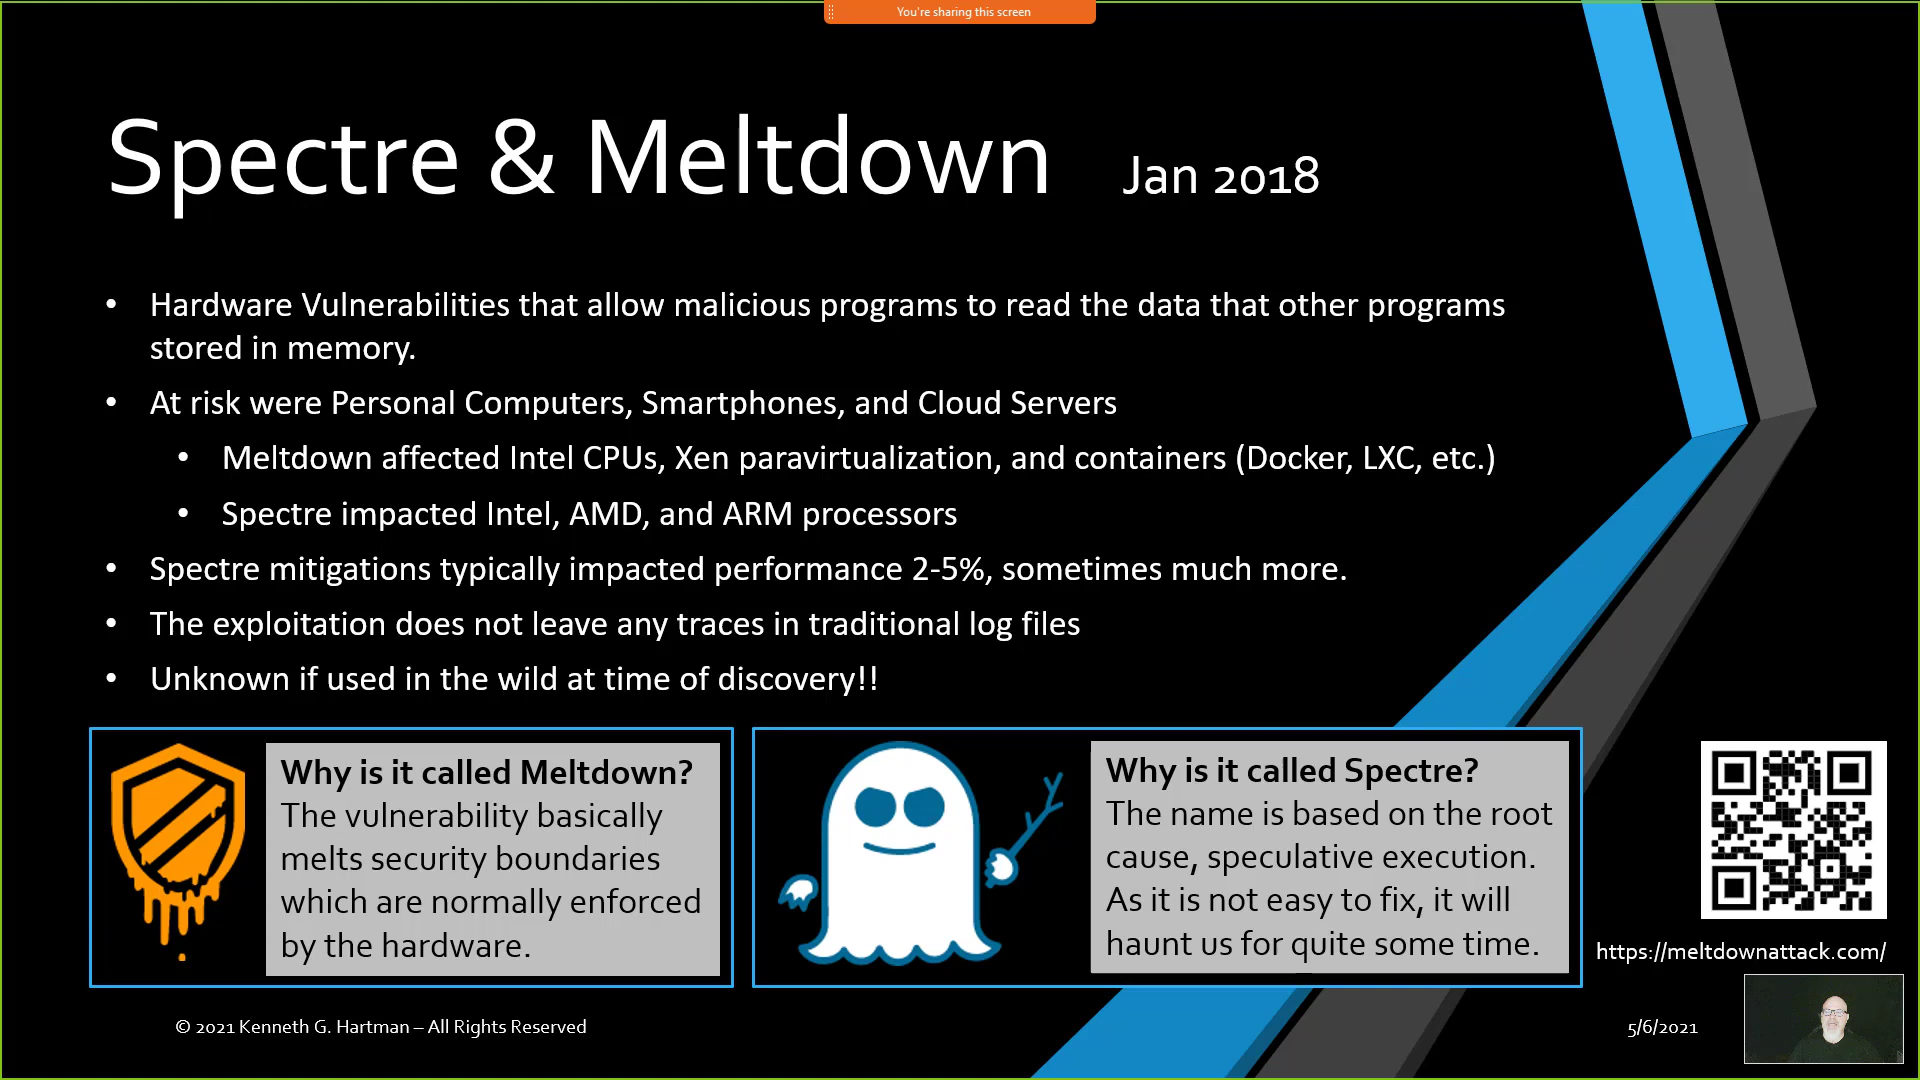 You're sharing this screen
Spectre & Meltdown Jan 2018
• Hardware Vulnerabilities that allow malicious programs to read the data that other programs
stored in memory.
• At risk were Personal Computers, Smartphones, and Cloud Servers
• Meltdown affected Intel CPUs, Xen paravirtualization, and containers (Docker, LXC, etc.)
• Spectre impacted Intel, AMD, and ARM processors
• Spectre mitigations typically impacted performance 2-5%, sometimes much more.
• The exploitation does not leave any traces in traditional log files
• Unknown if used in the wild at time of discovery!!
Why is it called Meltdown?
The vulnerability basically
melts security boundaries
which are normally enforced
by the hardware.
Why is it called Spectre?
The name is based on the root
cause, speculative execution.
As it is not easy to fix, it will
haunt us for quite some time.
https://meltdownattack.com/
© 2021 Kenneth G. Hartman – All Rights Reserved
5/6/2021